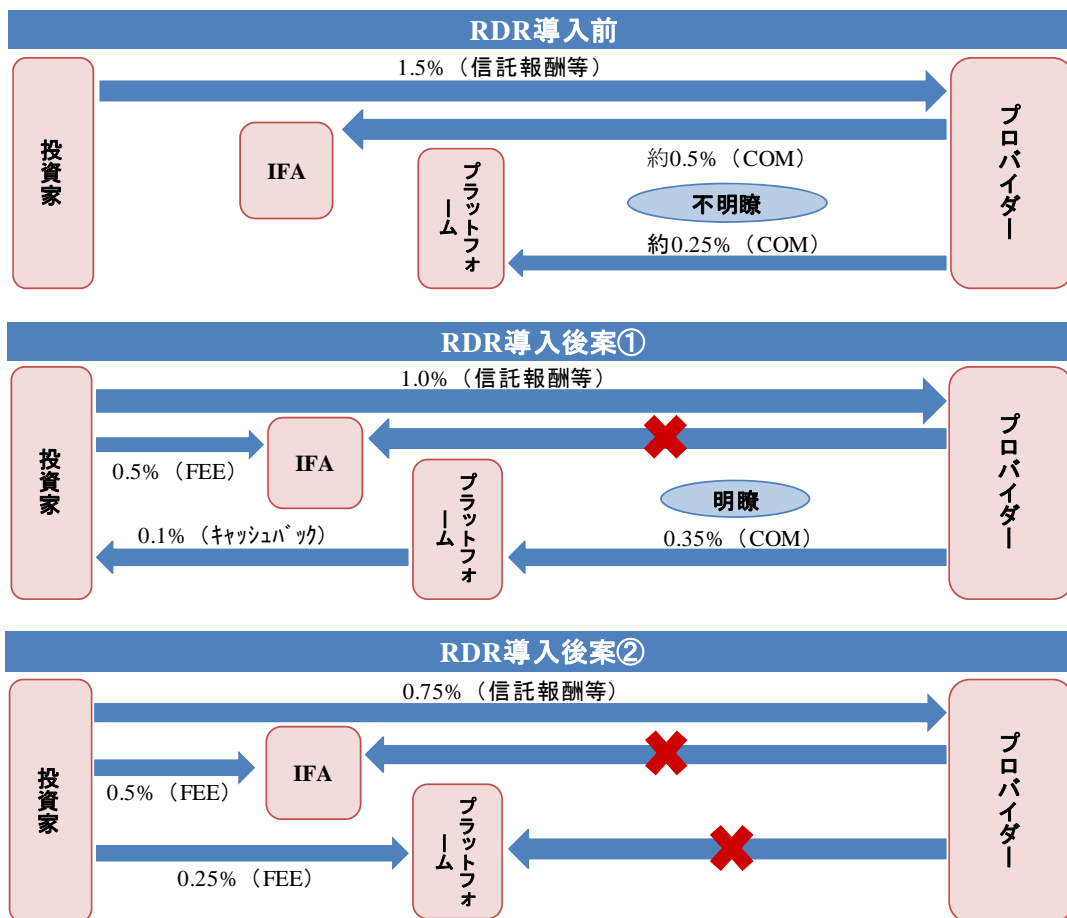 RDR導入前
1.5%（信託報酬等）
投資家
IFA
プラットフォーム
プロバイダー
約0.5%（COM）
不明瞭
約0.25%（COM）
RDR導入後案①
1.0%（信託報酬等）
投資家
0.5%（FEE）
IFA
プラットフォーム
プロバイダー
明瞭
0.1%（ｷｬｯｼｭﾊﾞｯｸ）
0.35%（COM）
RDR導入後案②
0.75%（信託報酬等）
投資家
0.5%（FEE）
IFA
プラットフォーム
プロバイダー
0.25%（FEE）